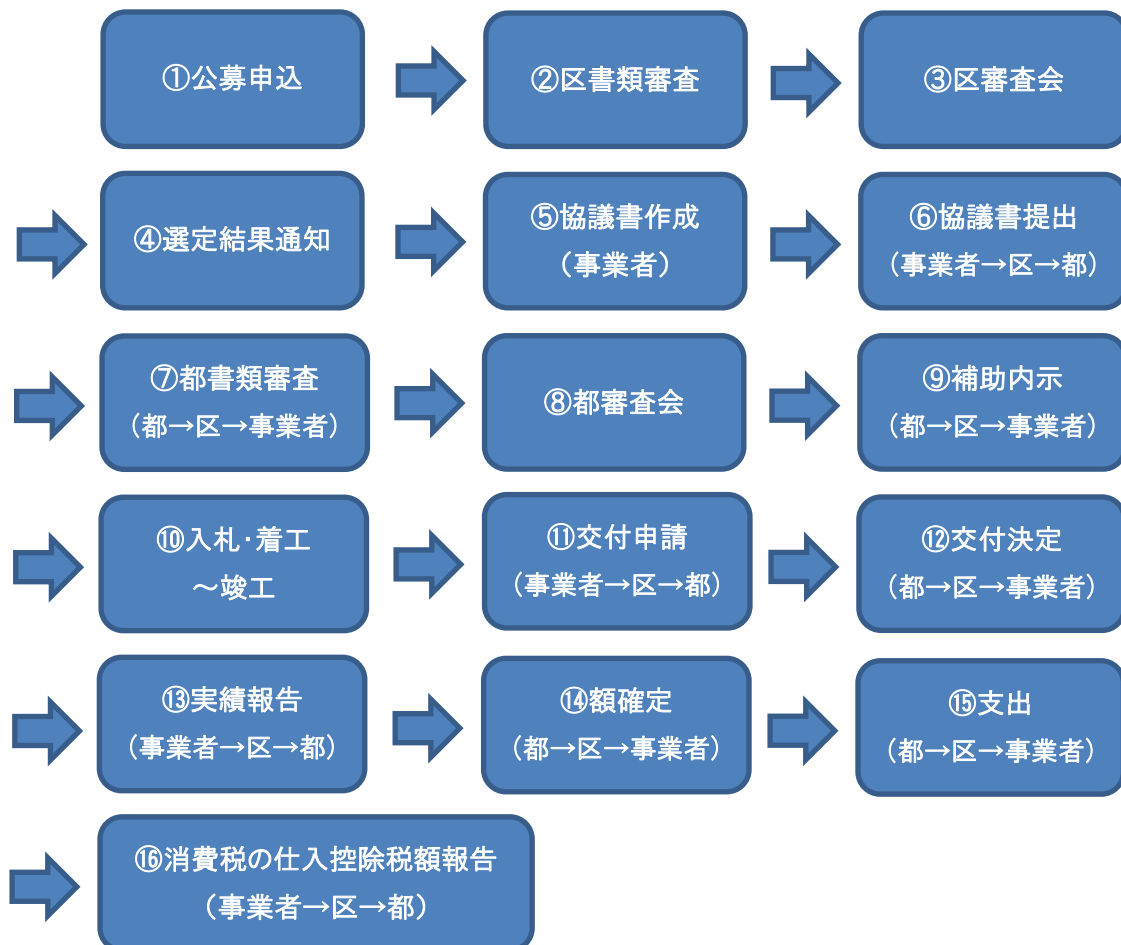 ①公募申込
②区書類審査
③区審査会
④選定結果通知
⑤協議書作成
（事業者）
⑥協議書提出
（事業者→区→都）
⑦都書類審査
（都→区→事業者）
⑧都審査会
⑨補助内示
（都→区→事業者）
⑩入札・着工
～竣工
⑪交付申請
（事業者→区→都）
⑫交付決定
（都→区→事業者）
⑬実績報告
（事業者→区→都）
⑭額確定
（都→区→事業者）
⑮支出
（都→区→事業者）
⑯消費税の仕入控除税額報告
（事業者→区→都）